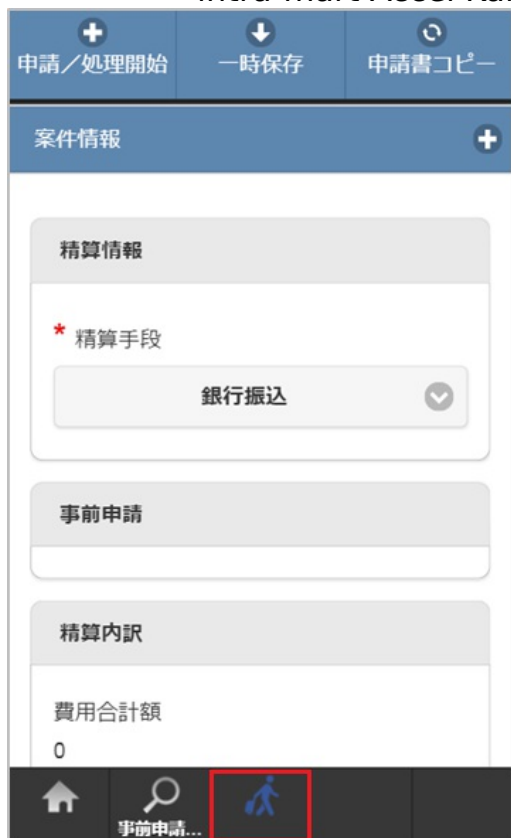 申請／処理開始
一時保存
申請書コピー
案件情報
精算情報
* 精算手段
銀行振込
事前申請
精算内訳
費用合計額
0
事前申請...